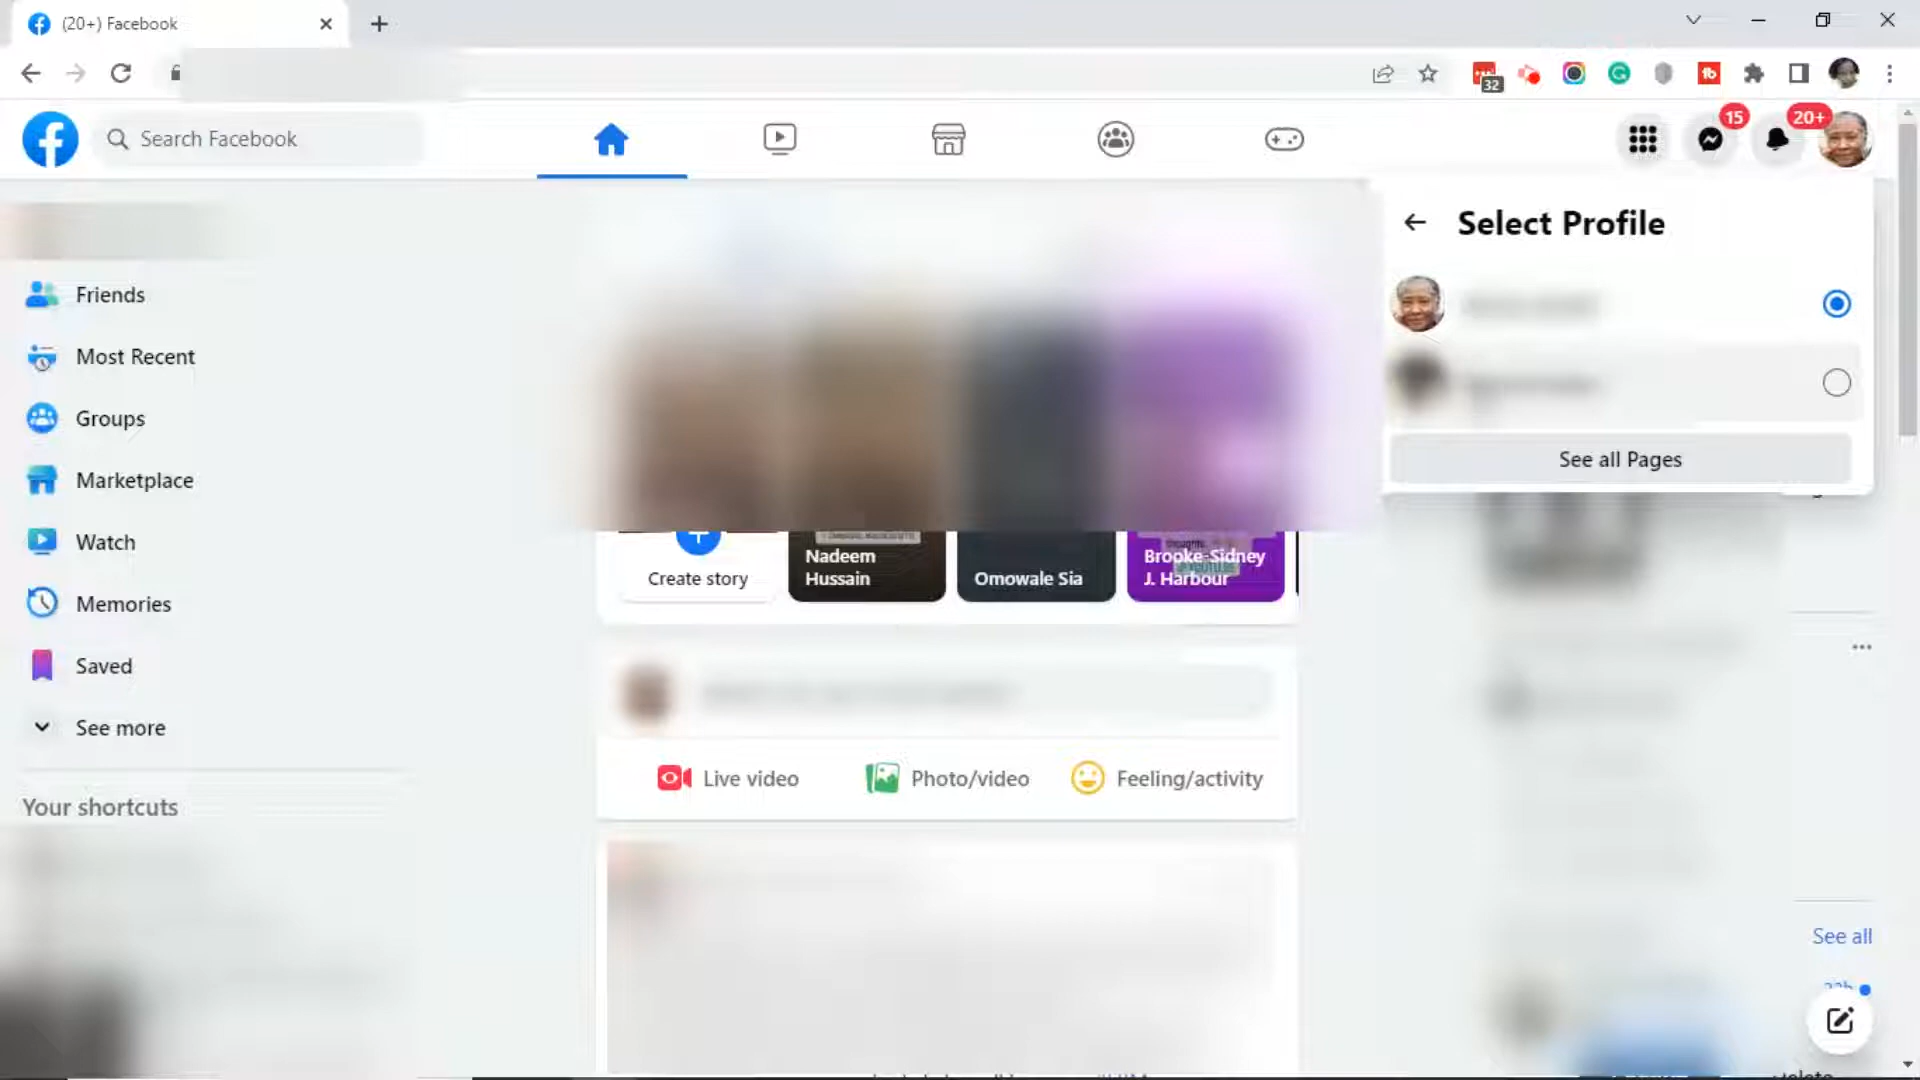 (20+) Facebook
32
Search Facebook
15
20+
Select Profile
See all Pages
Friends
Most Recent
Groups
Marketplace
Watch
Memories
Saved
See more
Your shortcuts
Create story
Nadeem
Hussain
Omowale Sia
Brooke-Sidney
J. Harbour
Live video
Photo/video
Feeling/activity
See all